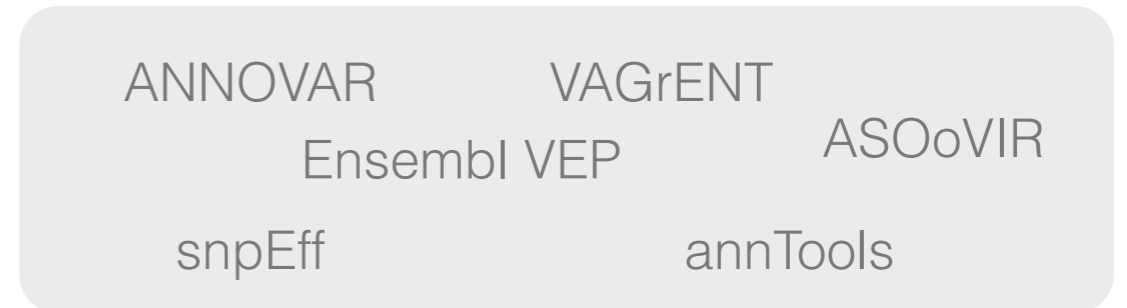 ANNOVAR
VAGrENT
ASOoVIR
Ensembl VEP
snpEff
annTools